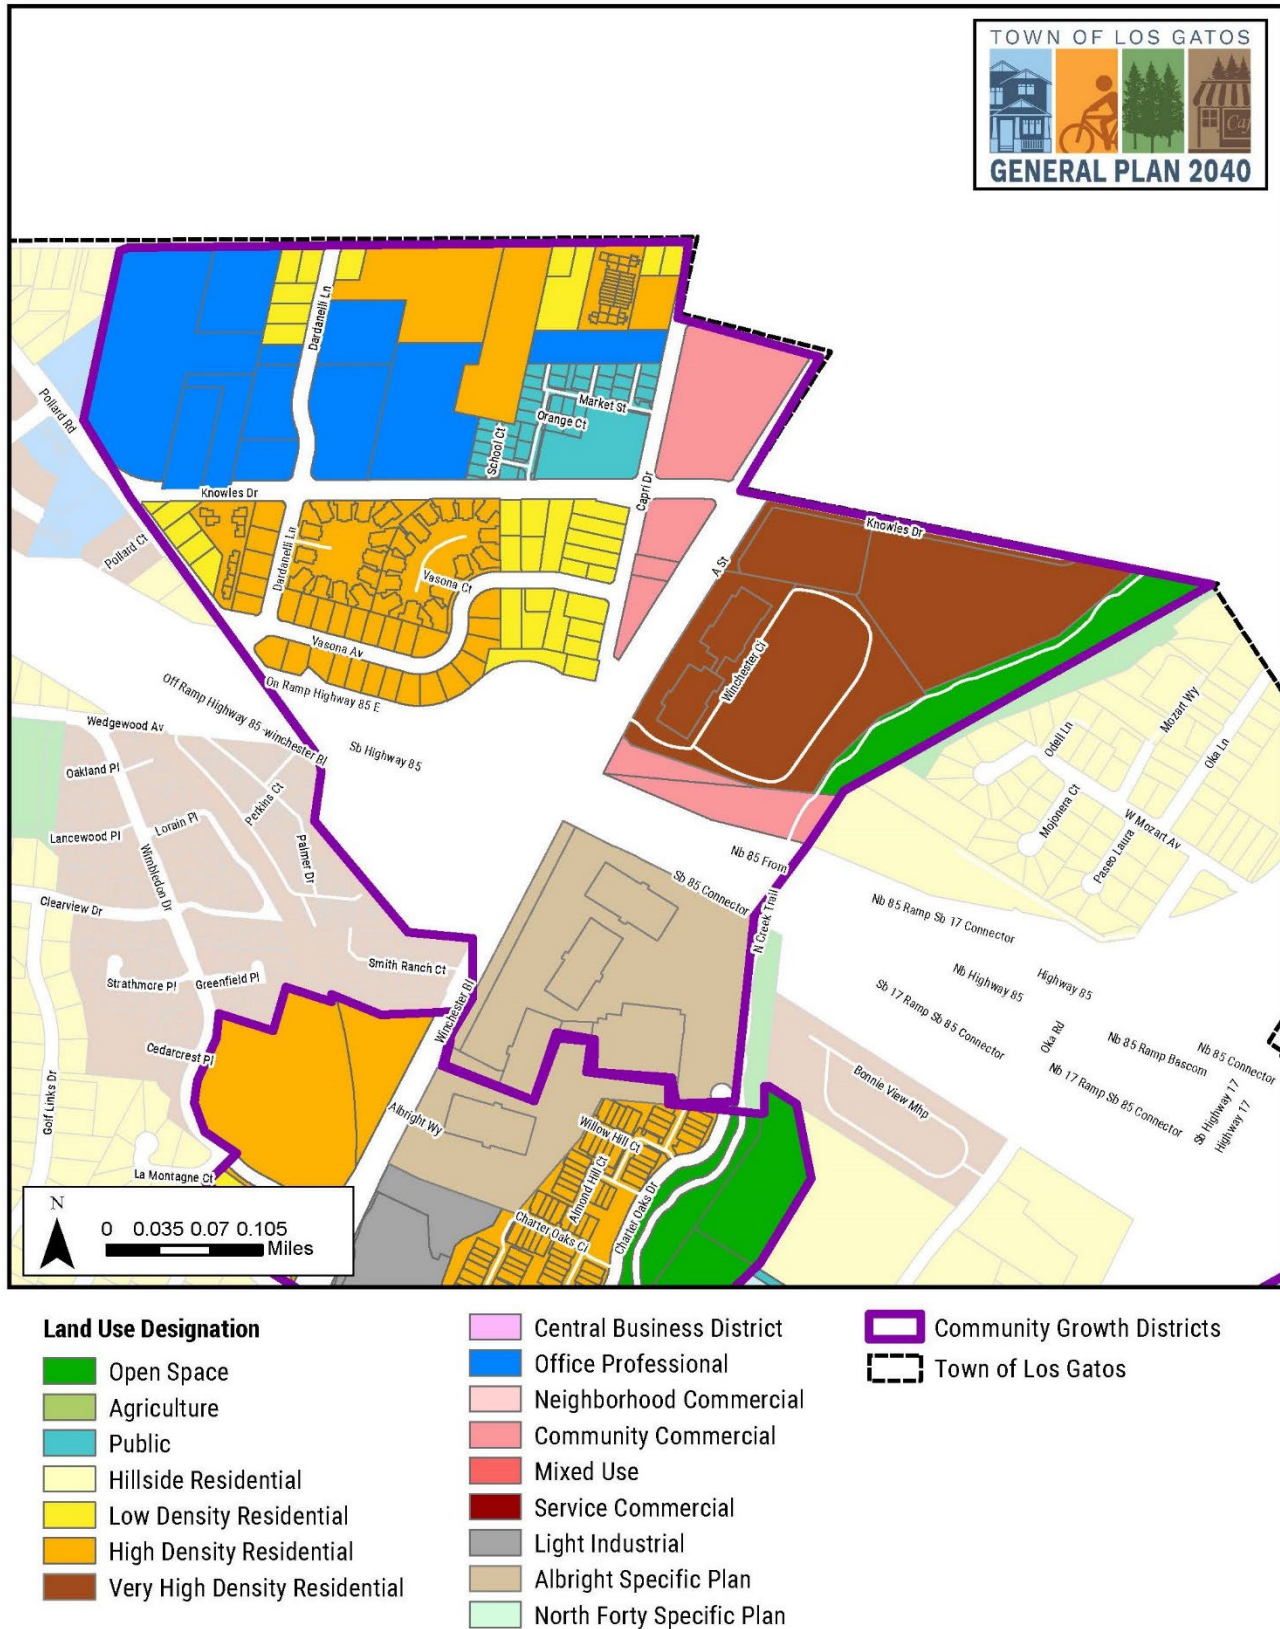 TOWN OF LOS GATOS
Caf
GENERAL PLAN 2040
Dardanelli Ln
Pollard Rd
Market St
Orange Ct
School Ct
Capri Dr
Knowles Dr
Knowles Dr
Pollard Ct
Dardanelli Ln
Vasona Ct
A St
Vasona Av
Winchester Ci
On Ramp Highway 85 E
Off Ramp Highway 85-winchester Bl
Sb Highway 85
Wedgewood Av
Oakland Pl
Perkins Ct
Lorain Pl
Lancewood Pl
Palmer Dr
Wimbledon Dr
Clearview Dr
Strathmore Pl
Greenfield Pl
Smith Ranch Ct
Cedarcrest Pl
Golf Links Dr
La Montagne Ct
Winchester Bl
Albright Wy
Mozart Wy
Odell Ln
Oka Ln
Mojonera Ct
W Mozart Av
Paseo Laura
Nb 85 From
Sb 85 Connector
N Creek Trail
Nb 85 Ramp Sb 17 Connector
Nb Highway 85
Highway 85
Sb 17 Ramp Sb 85 Connector
Oka Rd
Nb 85 Ramp Bascom
Nb 85 Connector
Nb 17 Ramp Sb 85 Connector
Sb Highway 17
Highway 17
Bonnie View Mhp
Willow Hill Ct
Almond Hill Ct
Charter Oaks Dr
Charter Oaks Ci
N
0 0.035 0.07 0.105
Miles
Land Use Designation
Open Space
Agriculture
Public
Hillside Residential
Low Density Residential
High Density Residential
Very High Density Residential
Central Business District
Office Professional
Neighborhood Commercial
Community Commercial
Mixed Use
Service Commercial
Light Industrial
Albright Specific Plan
North Forty Specific Plan
Community Growth Districts
Town of Los Gatos